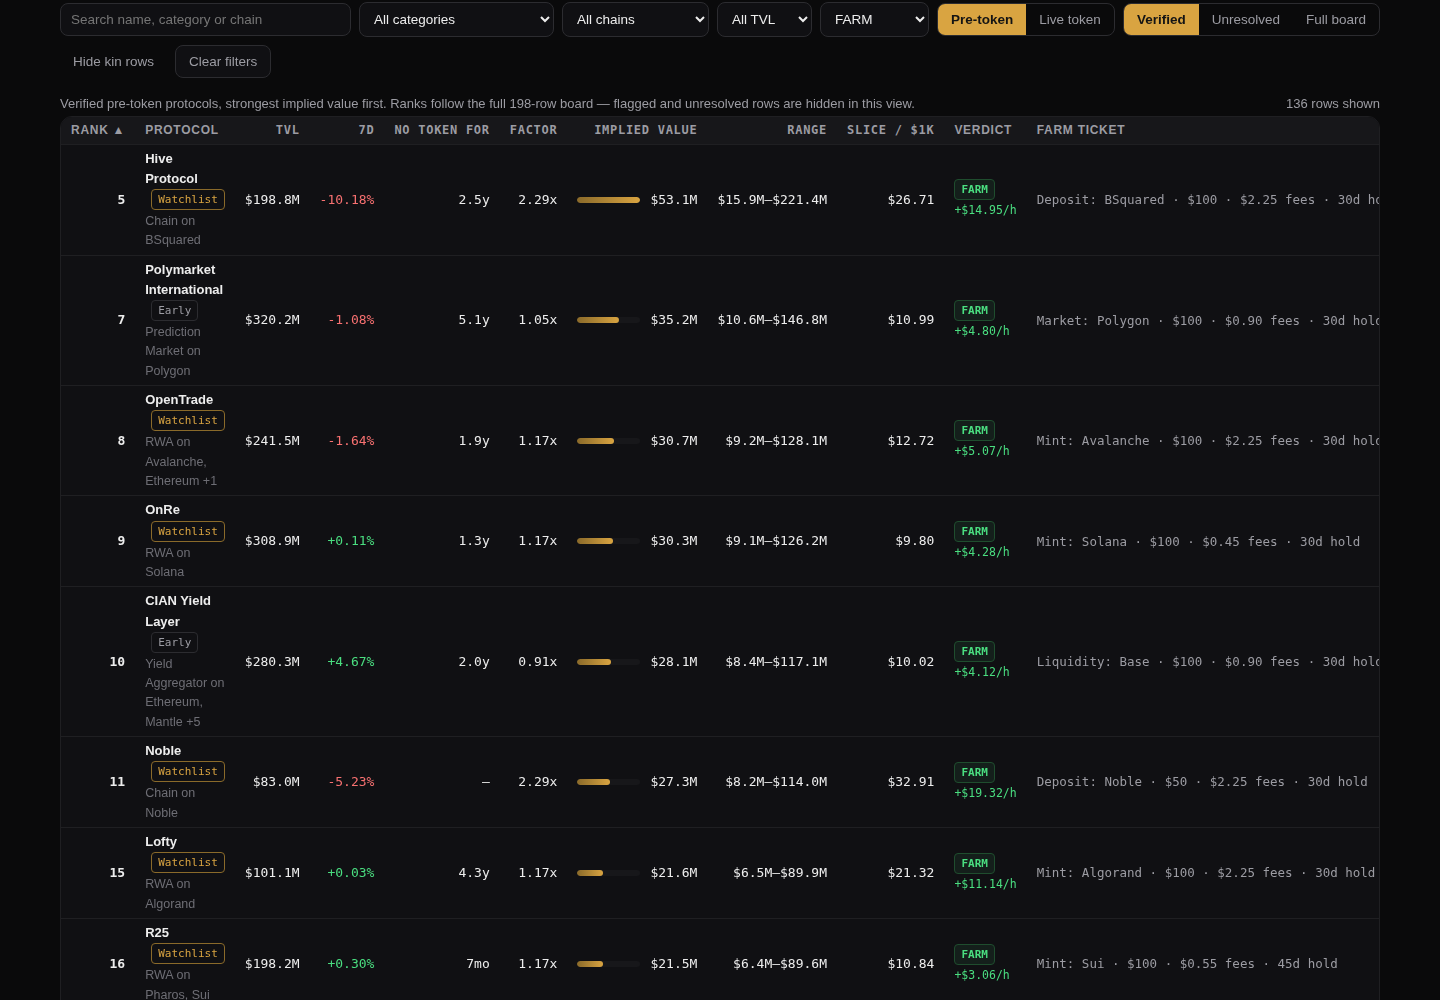 Search name, category or chain All categories All chains All TVL FARM Pre-token Live token Verified Unresolved Full board
Hide kin rows Clear filters
Verified pre-token protocols, strongest implied value first. Ranks follow the full 198-row board — flagged and unresolved rows are hidden in this view. 136 rows shown
RANK ▲ PROTOCOL TVL 7D NO TOKEN FOR FACTOR IMPLIED VALUE RANGE SLICE / $1K VERDICT FARM TICKET
Hive
Protocol
5 Watchlist $198.8M -10.18% 2.5y 2.29x $53.1M $15.9M–$221.4M $26.71 FARM Deposit: BSquared · $100 · $2.25 fees · 30d
+$14.95/h
Chain on
BSquared
Polymarket
International
Early
7 $320.2M -1.08% 5.1y 1.05x $35.2M $10.6M–$146.8M $10.99 FARM Market: Polygon · $100 · $0.90 fees · 30d hold
+$4.80/h
Prediction
Market on
Polygon
OpenTrade
Watchlist
8 $241.5M -1.64% 1.9y 1.17x $30.7M $9.2M–$128.1M $12.72 FARM Mint: Avalanche · $100 · $2.25 fees · 30d hold
+$5.07/h
RWA on
Avalanche,
Ethereum +1
OnRe
Watchlist
9 $308.9M +0.11% 1.3y 1.17x $30.3M $9.1M–$126.2M $9.80 FARM Mint: Solana · $100 · $0.45 fees · 30d hold
+$4.28/h
RWA on
Solana
CIAN Yield
Layer
Early
10 $280.3M +4.67% 2.0y 0.91x $28.1M $8.4M–$117.1M $10.02 FARM Liquidity: Base · $100 · $0.90 fees · 30d hold
+$4.12/h
Yield
Aggregator on
Ethereum,
Mantle +5
Noble
Watchlist
11 $83.0M -5.23% – 2.29x $27.3M $8.2M–$114.0M $32.91 FARM Deposit: Noble · $50 · $2.25 fees · 30d hold
+$19.32/h
Chain on
Noble
Lofty
Watchlist
15 $101.1M +0.03% 4.3y 1.17x $21.6M $6.5M–$89.9M $21.32 FARM Mint: Algorand · $100 · $2.25 fees · 30d hold
+$11.14/h
RWA on
Algorand
R25
Watchlist
16 $198.2M +0.30% 7mo 1.17x $21.5M $6.4M–$89.6M $10.84 FARM Mint: Sui · $100 · $0.55 fees · 45d hold
+$3.06/h
RWA on
Pharos, Sui